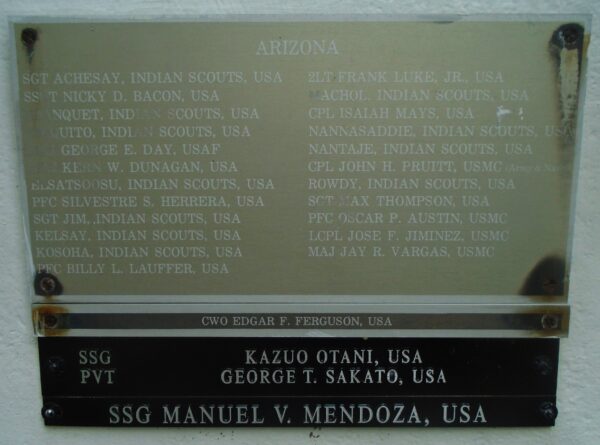 ARIZONA
SGT ACHESAY, INDIAN SCOUTS, USA
SSGT NICKY D. BACON, USA
INDIAN SCOUTS, USA
INDIAN SCOUTS, USA
GEORGE E. DAY, USAF
KERN W. DUNAGAN, USA
ELSATSOOSU, INDIAN SCOUTS, USA
PFC SILVESTRE S. HERRERA, USA
SGT JIM, INDIAN SCOUTS, USA
KELSAY, INDIAN SCOUTS, USA
KOSOHA, INDIAN SCOUTS, USA
PFC BILLY L. LAUFFER, USA
2LT FRANK LUKE, JR., USA
MACHOL, INDIAN SCOUTS, USA
CPL ISAIAH MAYS, USA
NANNASADDIE, INDIAN SCOUTS, USA
NANTAJE, INDIAN SCOUTS, USA
CPL JOHN H. PRUITT, USMC (Army & Navy)
ROWDY, INDIAN SCOUTS, USA
SGT MAX THOMPSON, USA
PFC OSCAR P. AUSTIN, USMC
LCPL JOSE F. JIMINEZ, USMC
MAJ JAY R. VARGAS, USMC
CWO EDGAR F. FERGUSON, USA
SSG KAZUO OTANI, USA
PVT GEORGE T. SAKATO, USA
SSG MANUEL V. MENDOZA, USA